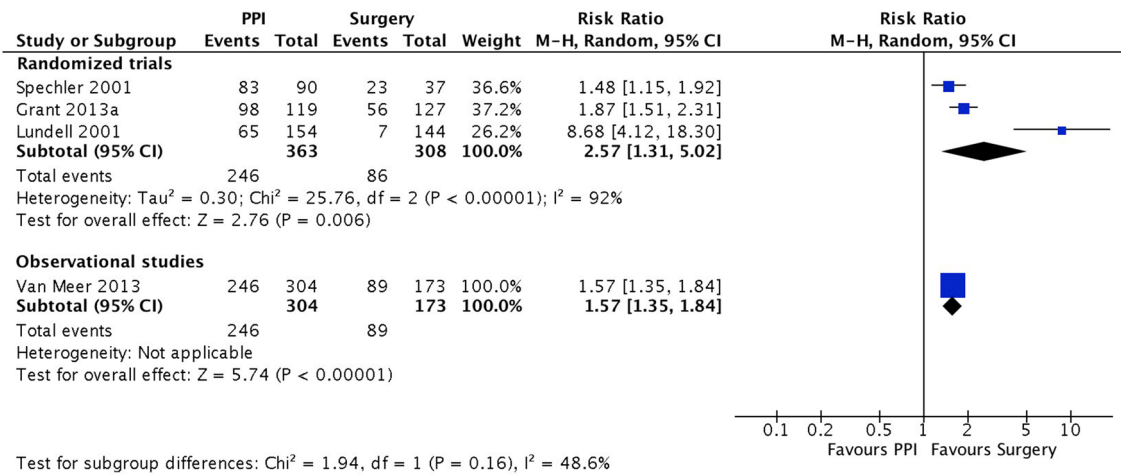 PPI Surgery Risk Ratio Risk Ratio
Study or Subgroup Events Total Events Total Weight M-H, Random, 95% CI M-H, Random, 95% CI
Randomized trials
Spechler 2001 83 90 23 37 36.6% 1.48 [1.15, 1.92]
Grant 2013a 98 119 56 127 37.2% 1.87 [1.51, 2.31]
Lundell 2001 65 154 7 144 26.2% 8.68 [4.12, 18.30]
Subtotal (95% CI) 363 308 100.0% 2.57 [1.31, 5.02]
Total events 246 86
Heterogeneity: Tau² = 0.30; Chi² = 25.76, df = 2 (P < 0.00001); I² = 92%
Test for overall effect: Z = 2.76 (P = 0.006)
Observational studies
Van Meer 2013 246 304 89 173 100.0% 1.57 [1.35, 1.84]
Subtotal (95% CI) 304 173 100.0% 1.57 [1.35, 1.84]
Total events 246 89
Heterogeneity: Not applicable
Test for overall effect: Z = 5.74 (P < 0.00001)
0.1 0.2 0.5 1 2 5 10
Favours PPI Favours Surgery
Test for subgroup differences: Chi² = 1.94, df = 1 (P = 0.16), I² = 48.6%